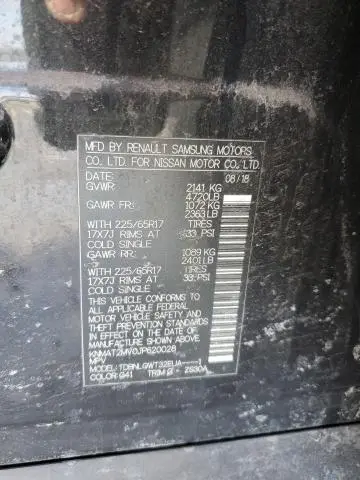 MFD BY RENAULT SAMSUNG MOTORS
CO., LTD. FOR NISSAN MOTOR CO., LTD.
DATE: 08/18
GVWR: 2141 KG
4720LB
GAWR FR: 1072 KG
2363LB
WITH 225/65R17 TIRES
17X7J RIMS AT 33 PSI
COLD SINGLE
GAWR RR: 1089 KG
2401LB
WITH 225/65R17 TIRES
17X7J RIMS AT 33 PSI
COLD SINGLE
THIS VEHICLE CONFORMS TO
ALL APPLICABLE FEDERAL
MOTOR VEHICLE SAFETY
AND THEFT PREVENTION
STANDARDS IN EFFECT ON THE
DATE OF MANUFACTURE
SHOWN ABOVE.
KNMAT2MV0JP620028
MPV
MODEL:
COLOR: G41 TRIM